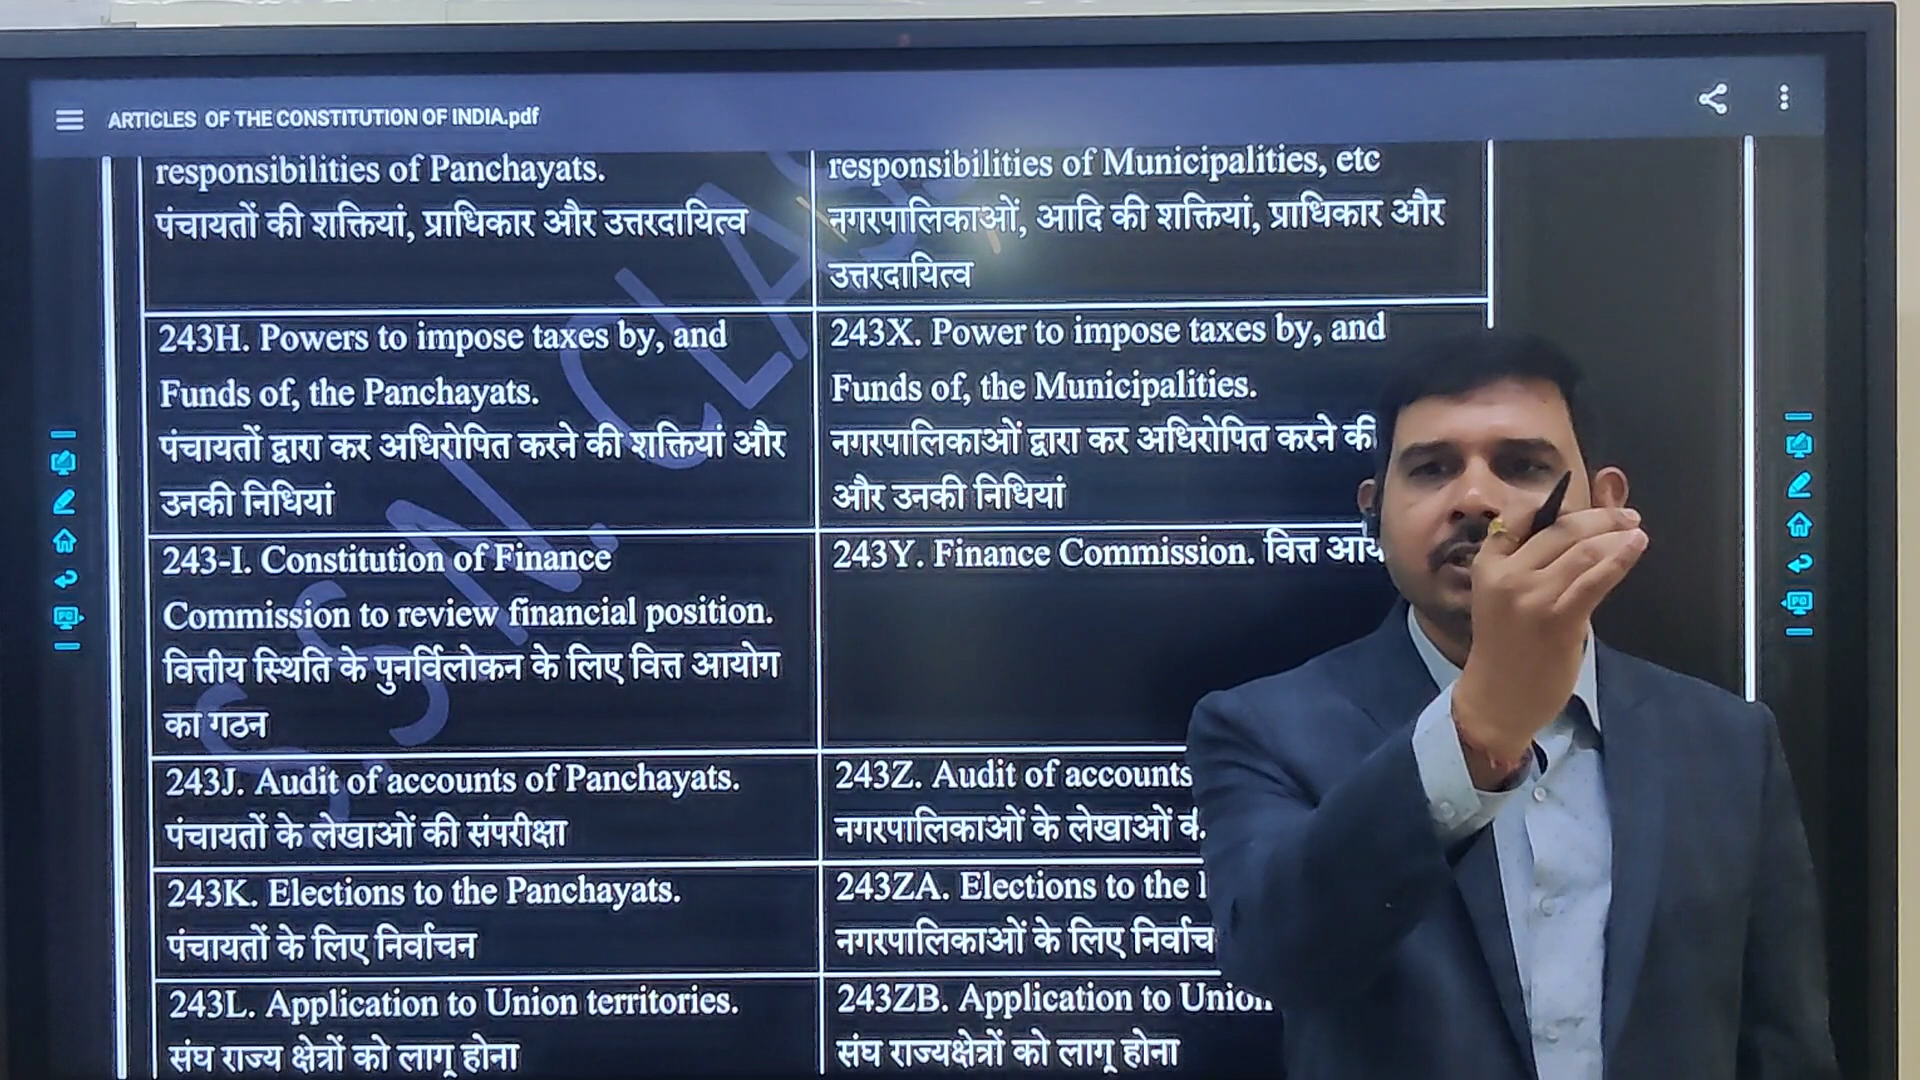 ARTICLES OF THE CONSTITUTION OF INDIA.pdf
responsibilities of Panchayats.
पंचायतों की शक्तियां, प्राधिकार और उत्तरदायित्व
responsibilities of Municipalities, etc
नगरपालिकाओं, आदि की शक्तियां, प्राधिकार और
उत्तरदायित्व
243H. Powers to impose taxes by, and
Funds of, the Panchayats.
पंचायतों द्वारा कर अधिरोपित करने की शक्तियां और
उनकी निधियां
243X. Power to impose taxes by, and
Funds of, the Municipalities.
नगरपालिकाओं द्वारा कर अधिरोपित करने की
और उनकी निधियां
243-I. Constitution of Finance
Commission to review financial position.
वित्तीय स्थिति के पुनर्विलोकन के लिए वित्त आयोग
का गठन
243Y. Finance Commission. वित्त
243J. Audit of accounts of Panchayats.
पंचायतों के लेखाओं की संपरीक्षा
243Z. Audit of accounts
नगरपालिकाओं के लेखाओं
243K. Elections to the Panchayats.
पंचायतों के लिए निर्वाचन
243ZA. Elections to the
नगरपालिकाओं के लिए
243L. Application to Union territories.
संघ राज्य क्षेत्रों को लागू होना
243ZB. Application to Union
संघ राज्यक्षेत्रों को लागू होना